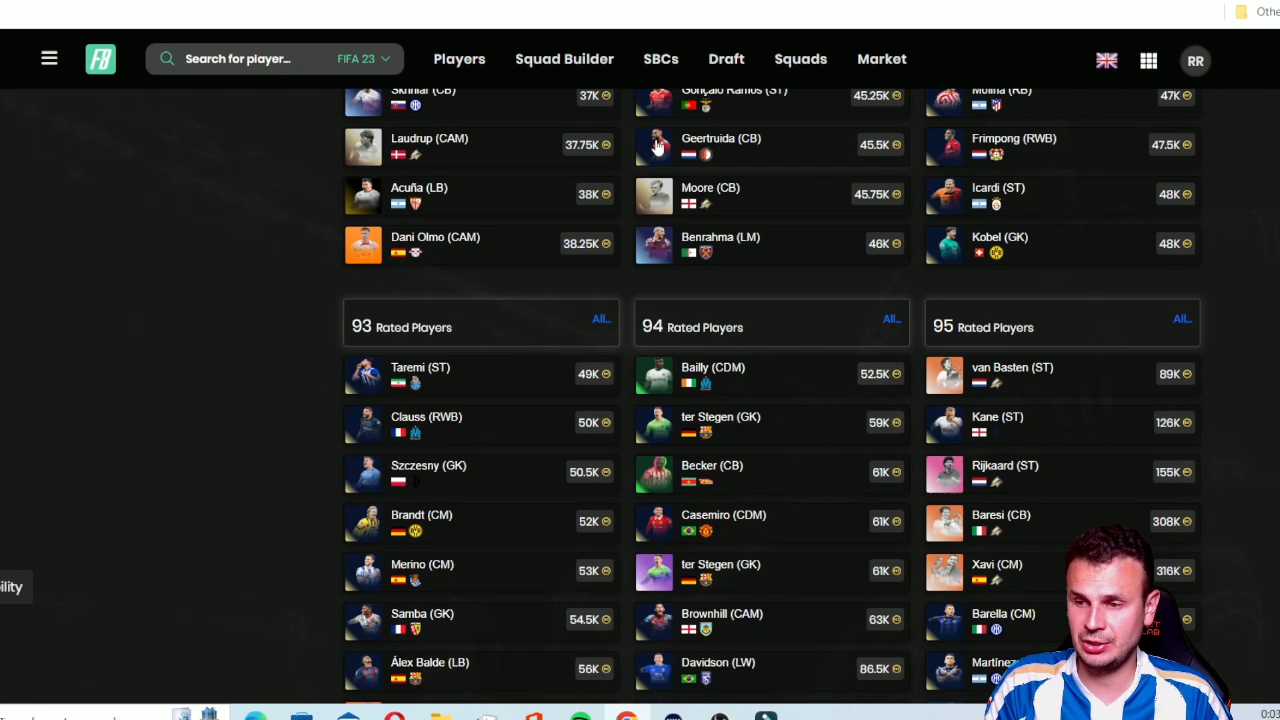 Othe
FB
Search for player...
FIFA 23
Players
Squad Builder
SBCs
Draft
Squads
Market
RR
Skriniar (CB)
37K
Laudrup (CAM)
37.75K
Acuña (LB)
38K
Dani Olmo (CAM)
38.25K
Gonçalo Ramos (ST)
45.25K
Geertruida (CB)
45.5K
Moore (CB)
45.75K
Benrahma (LM)
46K
Molina (RB)
47K
Frimpong (RWB)
47.5K
Icardi (ST)
48K
Kobel (GK)
48K
93 Rated Players
All...
Taremi (ST)
49K
Clauss (RWB)
50K
Szczesny (GK)
50.5K
Brandt (CM)
52K
Merino (CM)
53K
Samba (GK)
54.5K
Álex Balde (LB)
56K
94 Rated Players
All...
Bailly (CDM)
52.5K
ter Stegen (GK)
59K
Becker (CB)
61K
Casemiro (CDM)
61K
ter Stegen (GK)
61K
Brownhill (CAM)
63K
Davidson (LW)
86.5K
95 Rated Players
All...
van Basten (ST)
89K
Kane (ST)
126K
Rijkaard (ST)
155K
Baresi (CB)
308K
Xavi (CM)
316K
Barella (CM)
Martínez
ility
0:03